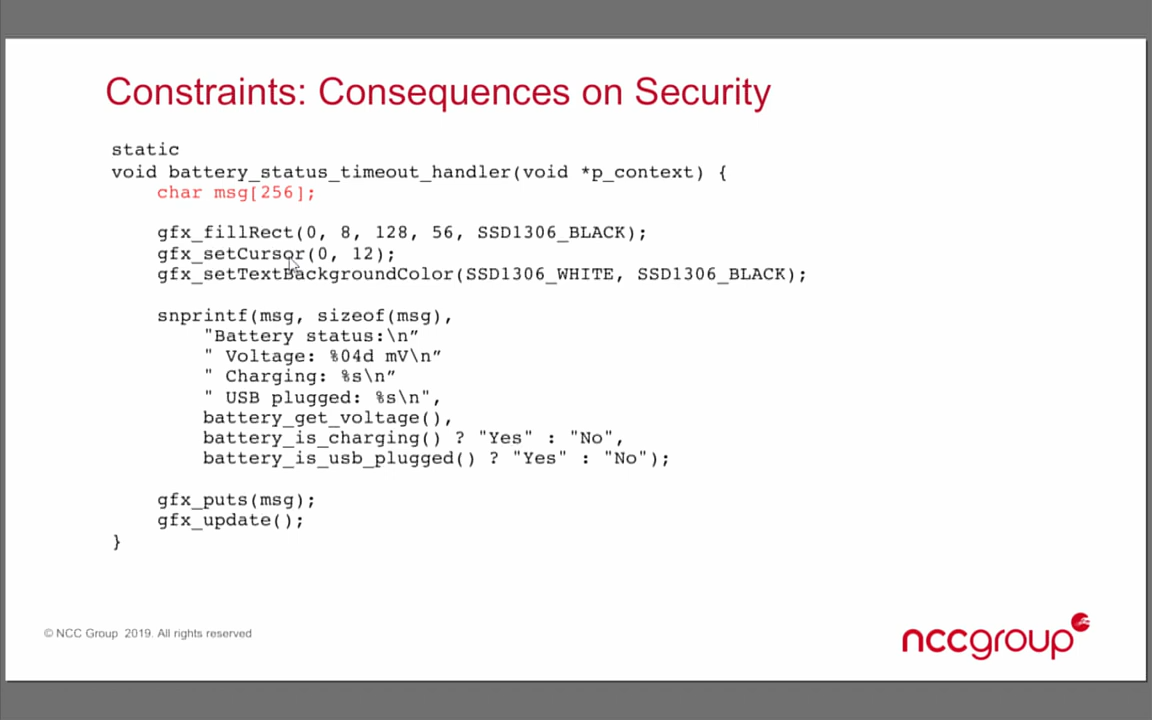 Constraints: Consequences on Security
static
void battery_status_timeout_handler(void *p_context) {
    char msg[256];
    gfx_fillRect(0, 8, 128, 56, SSD1306_BLACK);
    gfx_setCursor(0, 12);
    gfx_setTextBackgroundColor(SSD1306_WHITE, SSD1306_BLACK);
    snprintf(msg, sizeof(msg),
        "Battery status:\n”
        " Voltage: %04d mV\n”
        " Charging: %s\n”
        " USB plugged: %s\n",
        battery_get_voltage(),
        battery_is_charging() ? "Yes" : "No",
        battery_is_usb_plugged() ? "Yes" : "No");
    gfx_puts(msg);
    gfx_update();
}
© NCC Group 2019. All rights reserved
nccgroup